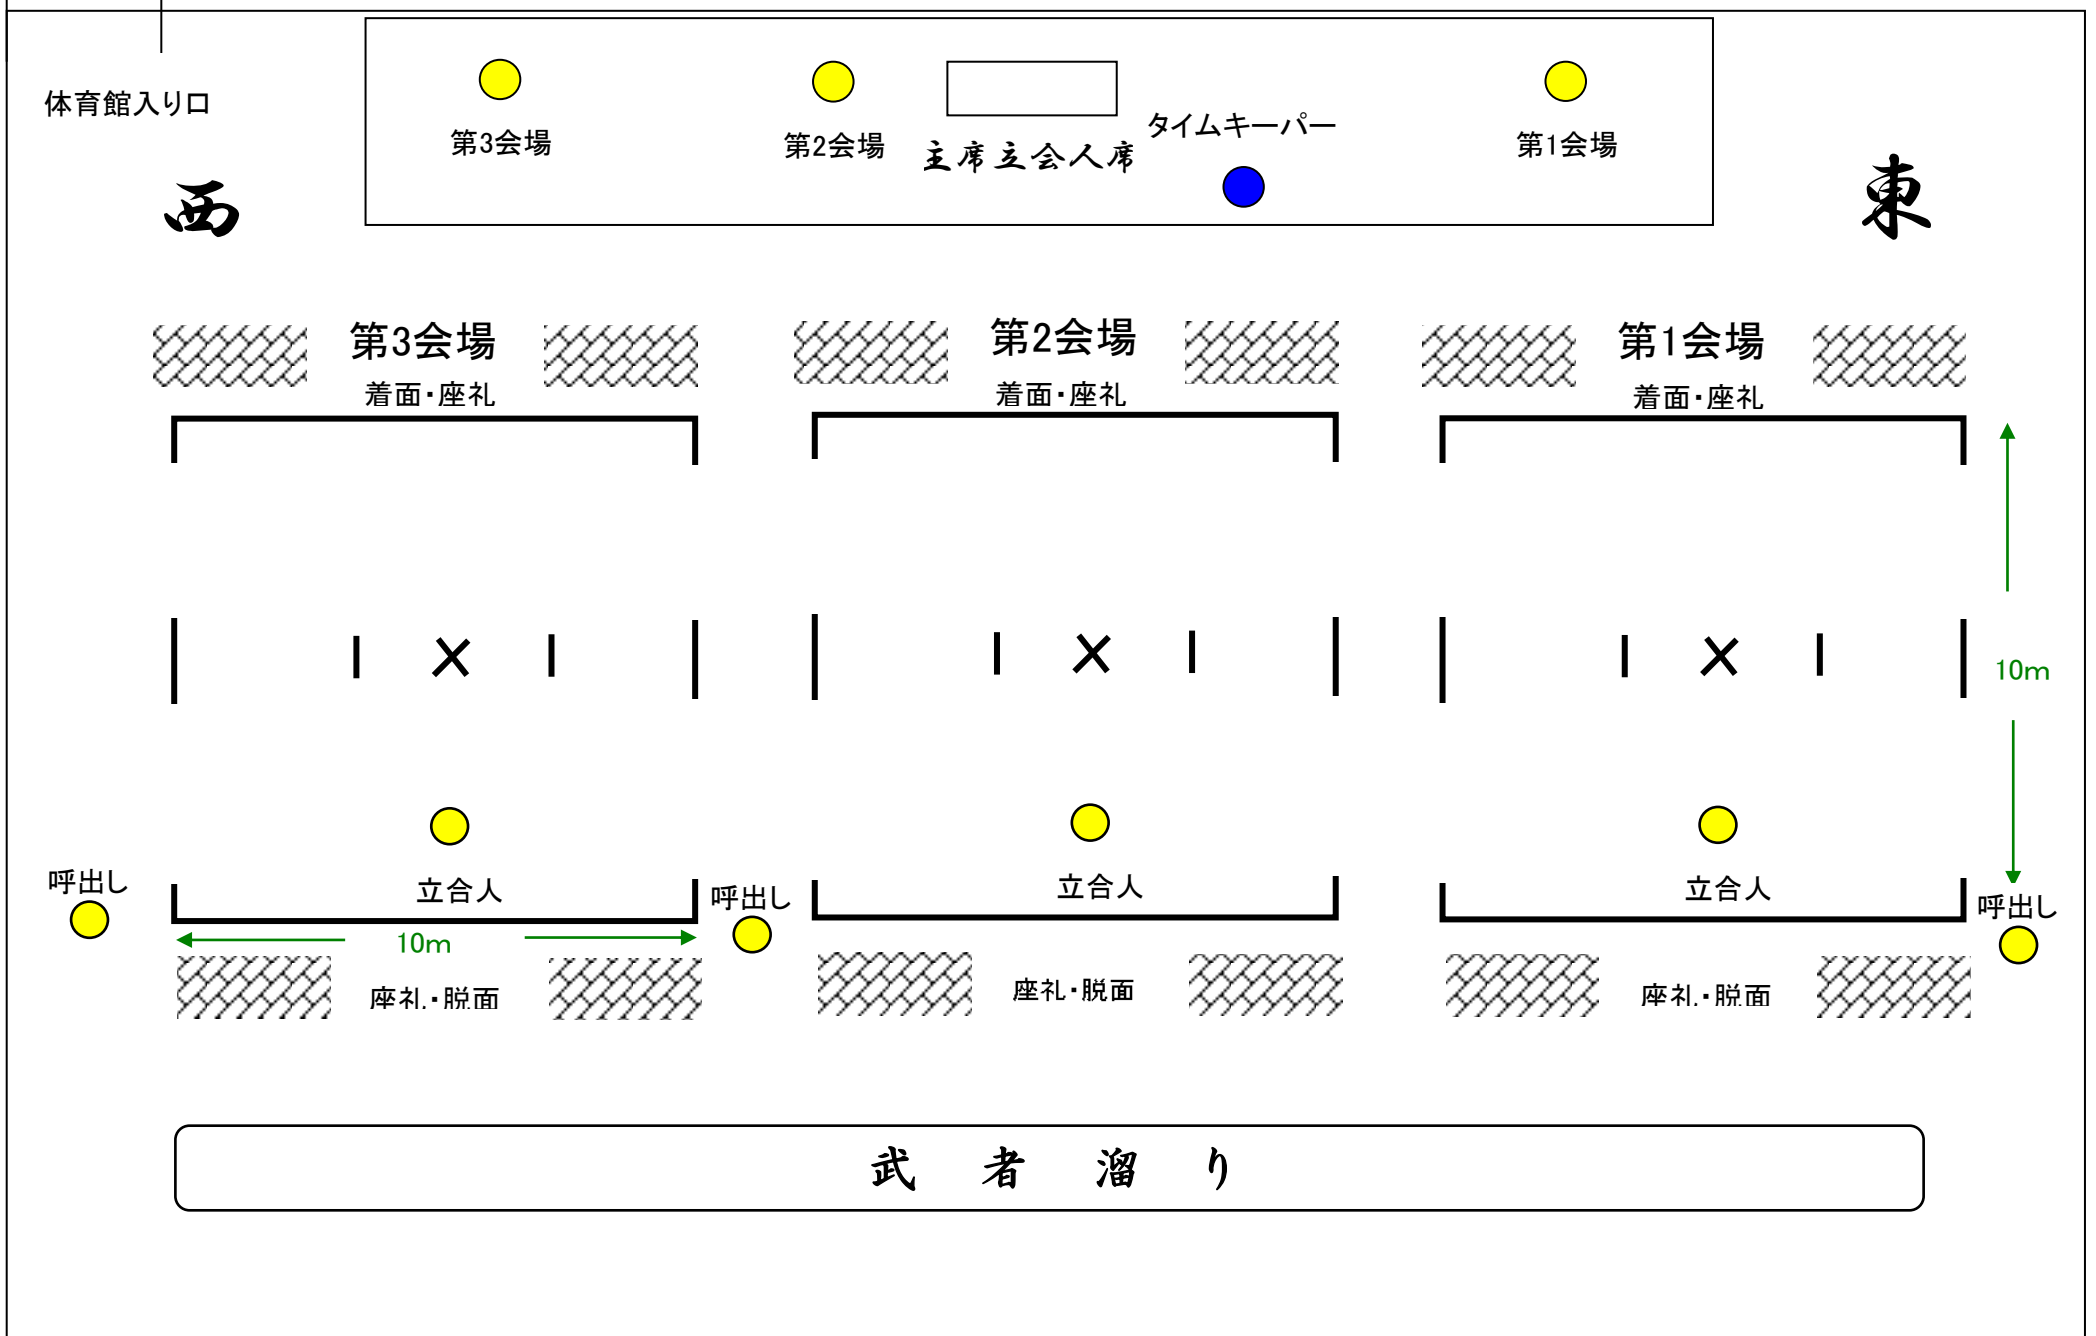 体育館入り口
第3会場
第2会場
主席立会人席
タイムキーパー
第1会場
西
東
第3会場
第2会場
第1会場
着面・座礼
着面・座礼
着面・座礼
10m
立合人
立合人
立合人
呼出し
呼出し
呼出し
10m
座礼・脱面
座礼・脱面
座礼・脱面
武者溜り